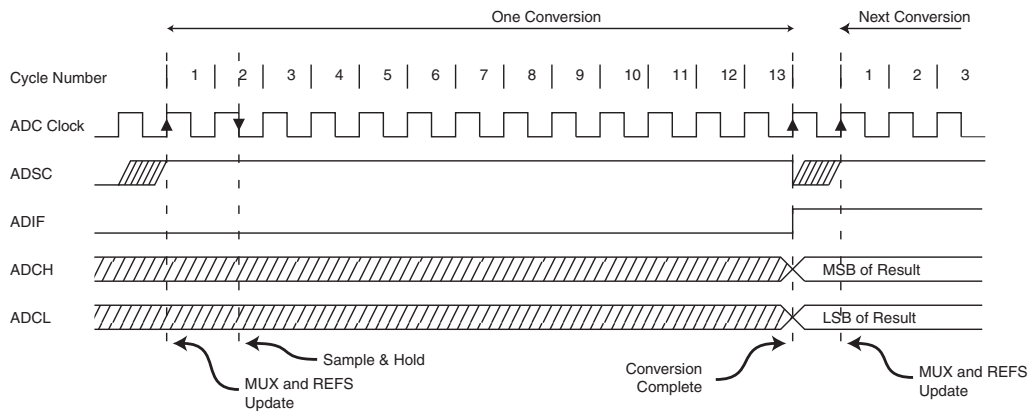 One Conversion Next Conversion
Cycle Number 1 2 3 4 5 6 7 8 9 10 11 12 13 1 2 3
ADC Clock
ADSC
ADIF
ADCH MSB of Result
ADCL LSB of Result
Sample & Hold
MUX and REFS
Update
Conversion
Complete
MUX and REFS
Update